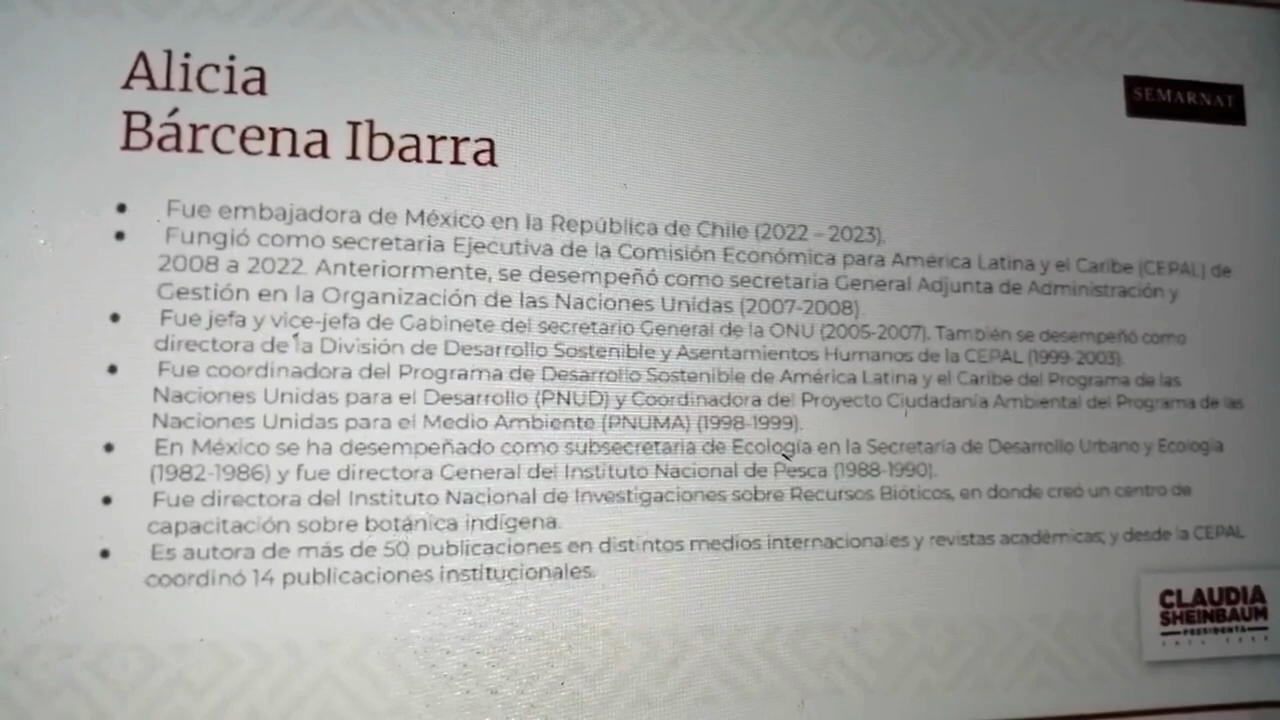 Alicia
Bárcena Ibarra
SEMARNAT
• Fue embajadora de México en la República de Chile (2022 – 2023).
• Fungió como secretaria Ejecutiva de la Comisión Económica para América Latina y el Caribe (CEPAL) de
2008 a 2022. Anteriormente, se desempeñó como secretaria General Adjunta de Administración y
Gestión en la Organización de las Naciones Unidas (2007-2008).
• Fue jefa y vice-jefa de Gabinete del secretario General de la ONU (2005-2007). También se desempeñó como
directora de la División de Desarrollo Sostenible y Asentamientos Humanos de la CEPAL (1999-2003).
• Fue coordinadora del Programa de Desarrollo Sostenible de América Latina y el Caribe del Programa de las
Naciones Unidas para el Desarrollo (PNUD) y Coordinadora del Proyecto Ciudadanía Ambiental del Programa de las
Naciones Unidas para el Medio Ambiente (PNUMA) (1998-1999).
• En México se ha desempeñado como subsecretaria de Ecología en la Secretaría de Desarrollo Urbano y Ecología
(1982-1986) y fue directora General del Instituto Nacional de Pesca (1988-1990).
• Fue directora del Instituto Nacional de Investigaciones sobre Recursos Bióticos, en donde creó un centro de
capacitación sobre botánica indígena.
• Es autora de más de 50 publicaciones en distintos medios internacionales y revistas académicas; y desde la CEPAL
coordinó 14 publicaciones institucionales.
CLAUDIA
SHEINBAUM
PRESIDENTA